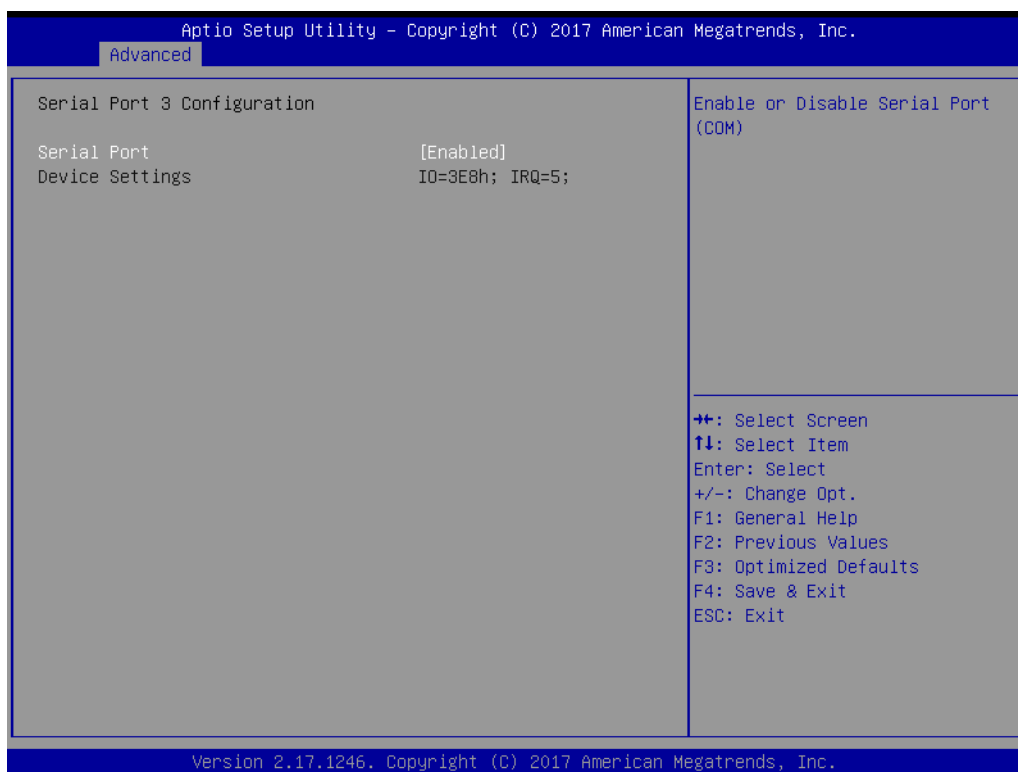 Aptio Setup Utility – Copyright (C) 2017 American Megatrends, Inc.
Advanced
Serial Port 3 Configuration
Serial Port [Enabled]
Device Settings IO=3E8h; IRQ=5;
Enable or Disable Serial Port
(COM)
→←: Select Screen
↑↓: Select Item
Enter: Select
+/-: Change Opt.
F1: General Help
F2: Previous Values
F3: Optimized Defaults
F4: Save & Exit
ESC: Exit
Version 2.17.1246. Copyright (C) 2017 American Megatrends, Inc.